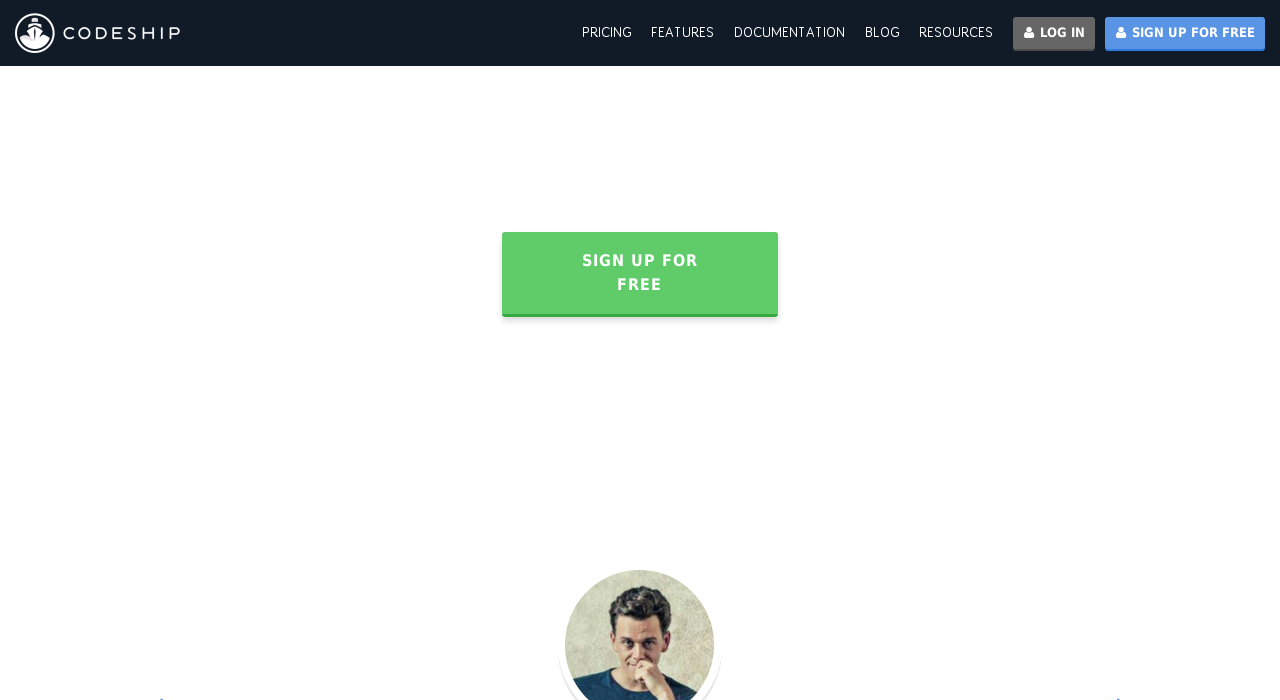 CODESHIP
PRICING FEATURES DOCUMENTATION BLOG RESOURCES LOG IN SIGN UP FOR FREE
SIGN UP FOR
FREE